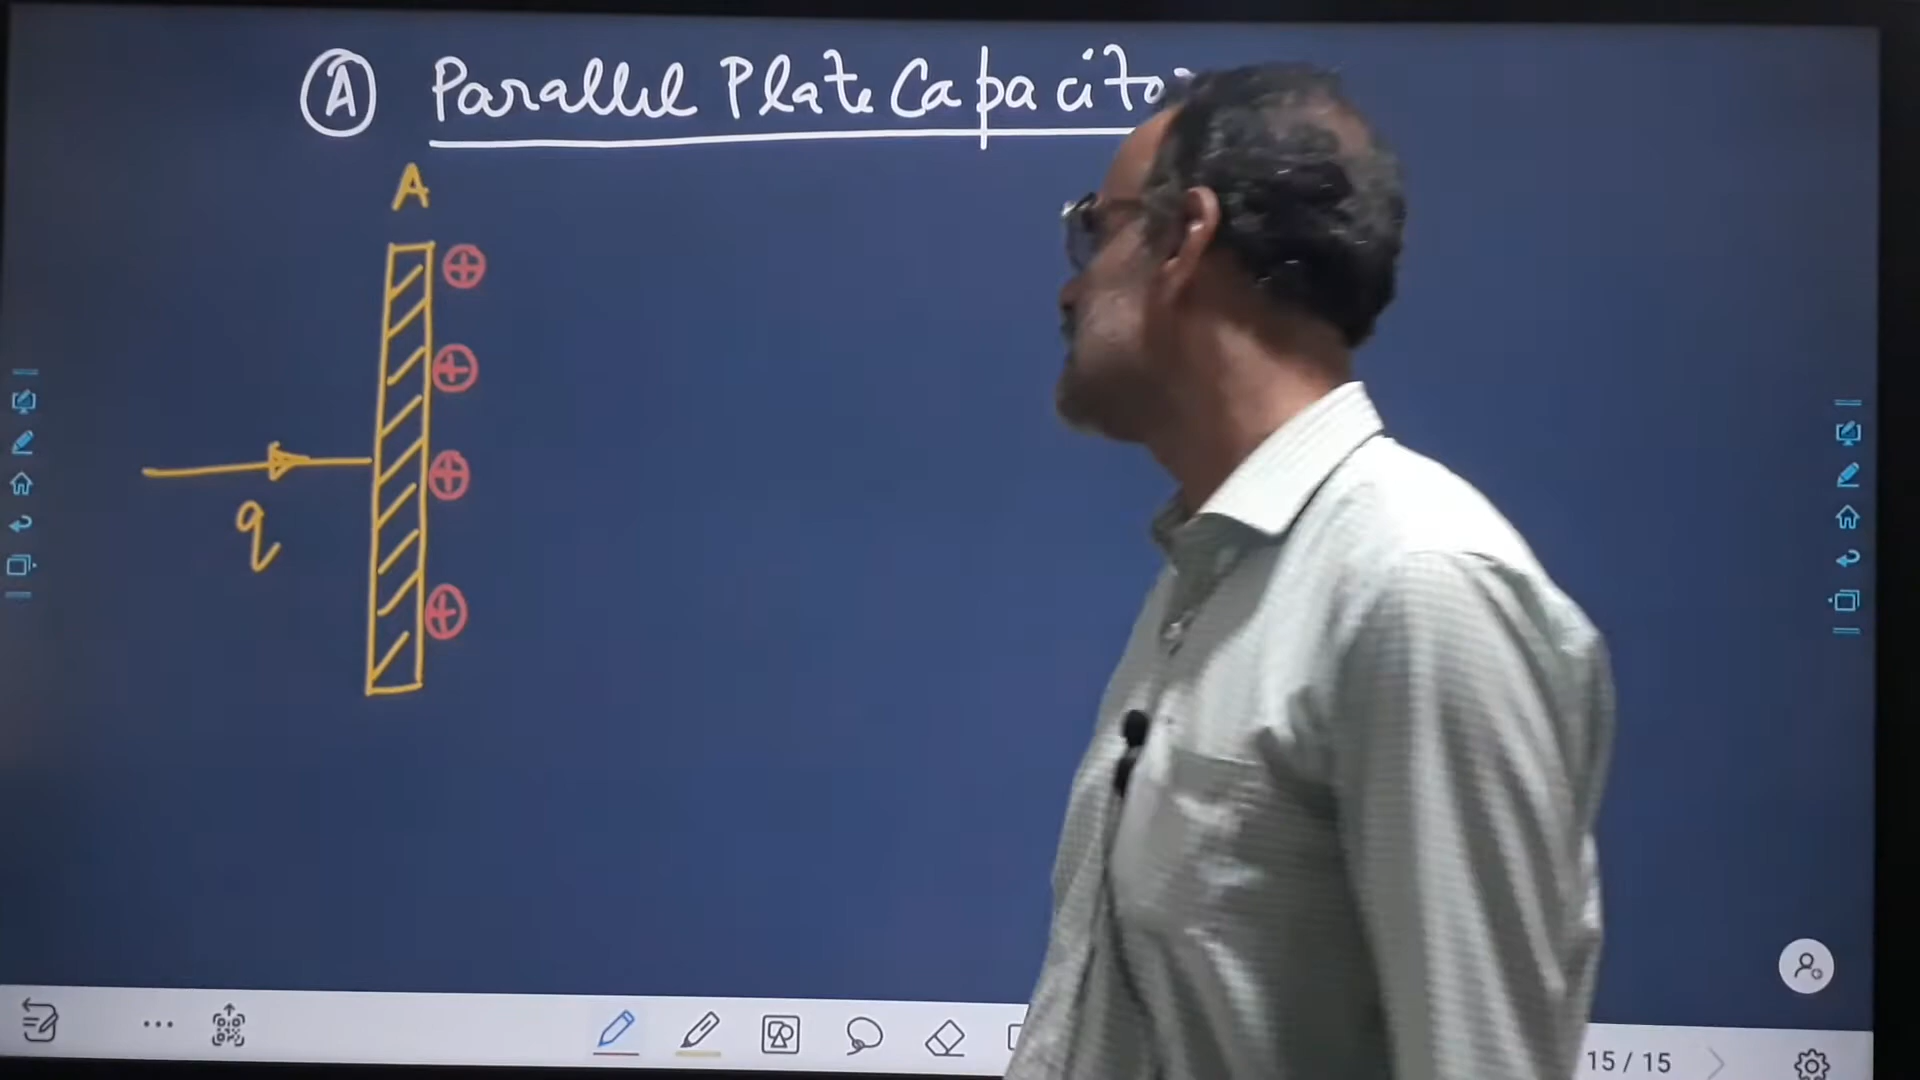 Ⓐ Parallel Plate Capacito
A
⊕
⊕
⊕
⊕
q
15 / 15